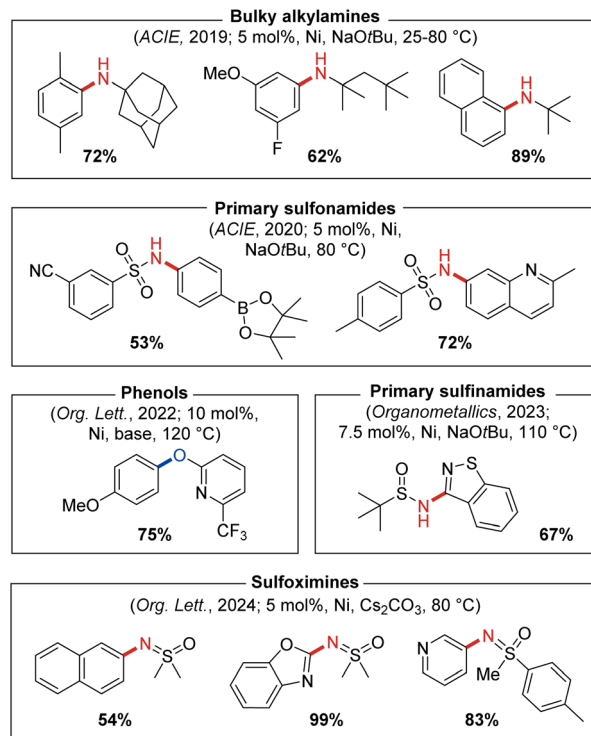 Bulky alkylamines
(ACIE, 2019; 5 mol%, Ni, NaOtBu, 25-80 °C)
H
N
72%
MeO
H
N
F
62%
H
N
89%
Primary sulfonamides
(ACIE, 2020; 5 mol%, Ni,
NaOtBu, 80 °C)
NC
O
S
O
H
N
B
O
O
53%
O
S
O
H
N
N
72%
Phenols
(Org. Lett., 2022; 10 mol%,
Ni, base, 120 °C)
MeO
O
N
CF3
75%
Primary sulfinamides
(Organometallics, 2023;
7.5 mol%, Ni, NaOtBu, 110 °C)
O
S
N
H
N
S
67%
Sulfoximines
(Org. Lett., 2024; 5 mol%, Ni, Cs2CO3, 80 °C)
N
S
O
54%
O
N
N
S
O
99%
N
N
S
O
Me
83%